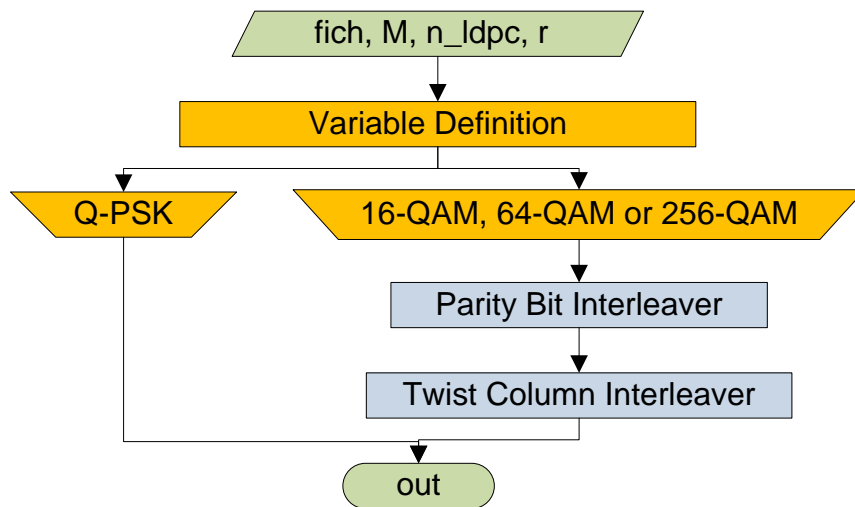 fich, M, n_ldpc, r
Variable Definition
Q-PSK
16-QAM, 64-QAM or 256-QAM
Parity Bit Interleaver
Twist Column Interleaver
out